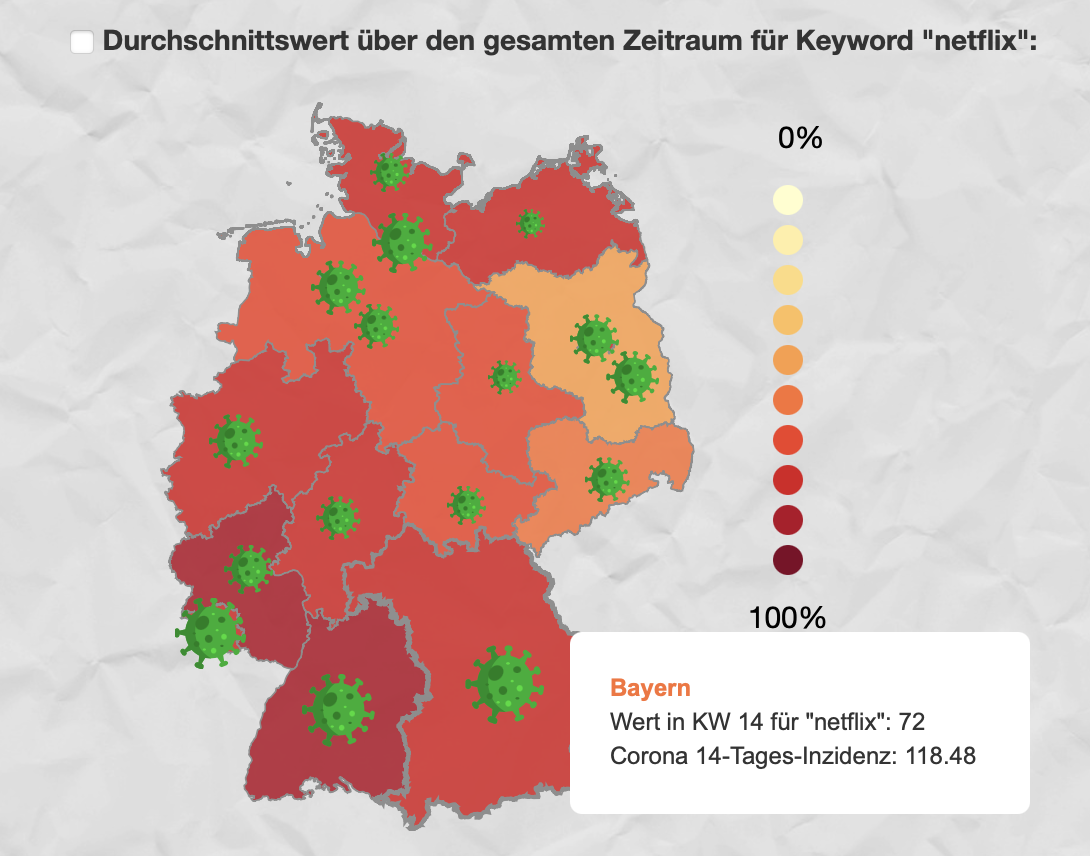 Durchschnittswert über den gesamten Zeitraum für Keyword "netflix":
0%
100%
Bayern
Wert in KW 14 für "netflix": 72
Corona 14-Tages-Inzidenz: 118.48